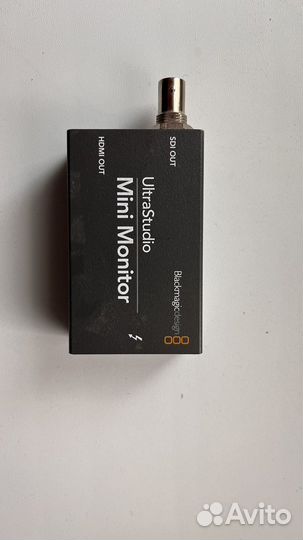 SDI OUT
HDMI OUT
UltraStudio
Mini Monitor
Blackmagicdesign
Avito